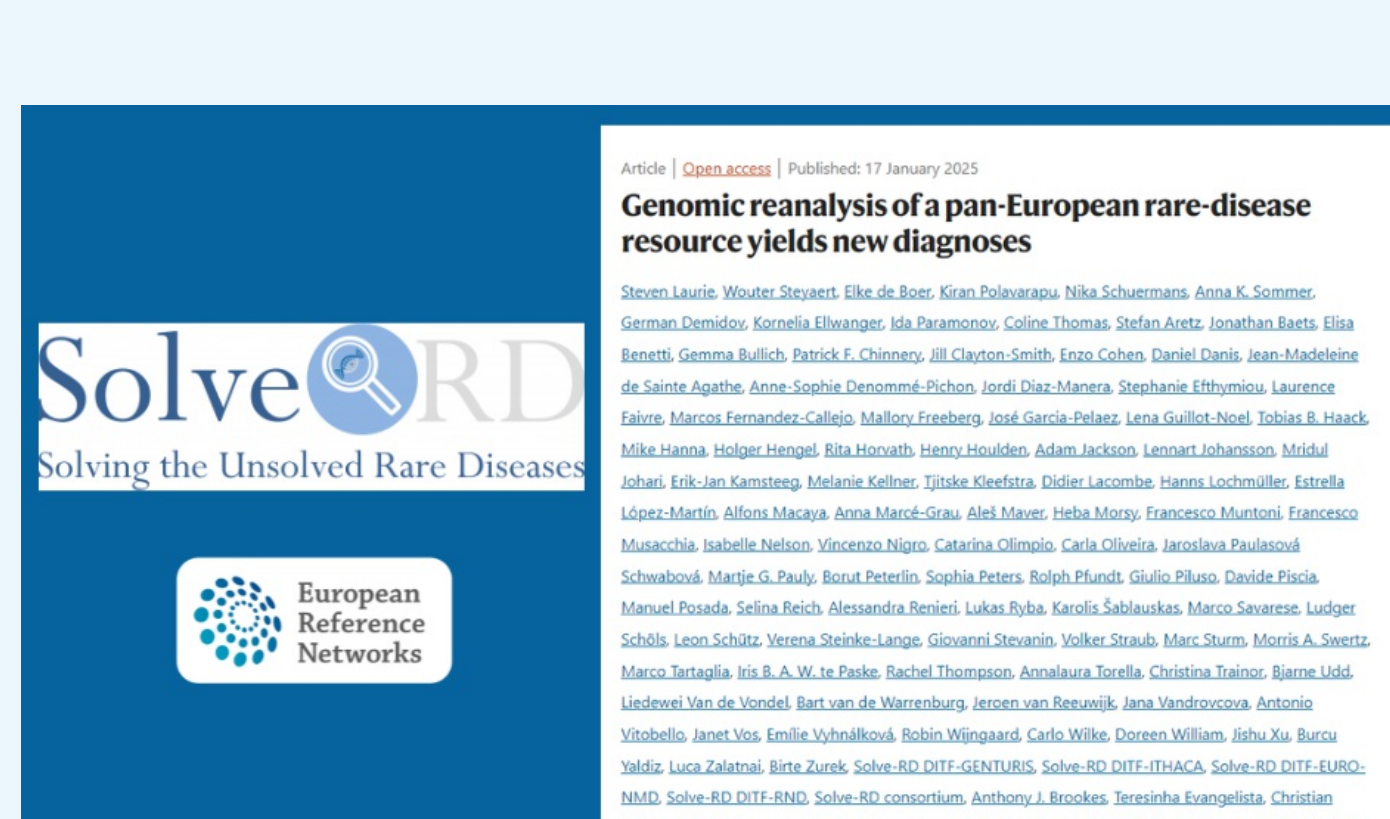 Solve RD
Solving the Unsolved Rare Diseases
European
Reference
Networks
Article | Open access | Published: 17 January 2025
Genomic reanalysis of a pan-European rare-disease
resource yields new diagnoses
Steven Laurie, Wouter Steyaert, Elke de Boer, Kiran Polavarapu, Nika Schuermans, Anna K. Sommer,
German Demidov, Kornelia Ellwanger, Ida Paramonov, Coline Thomas, Stefan Aretz, Jonathan Baets, Elisa
Benetti, Gemma Bullich, Patrick F. Chinnery, Jill Clayton-Smith, Enzo Cohen, Daniel Danis, Jean-Madeleine
de Sainte Agathe, Anne-Sophie Denommé-Pichon, Jordi Diaz-Manera, Stephanie Efthymiou, Laurence
Faivre, Marcos Fernandez-Callejo, Mallory Freeberg, José Garcia-Pelaez, Lena Guillot-Noel, Tobias B. Haack,
Mike Hanna, Holger Hengel, Rita Horvath, Henry Houlden, Adam Jackson, Lennart Johansson, Mridul
Johari, Erik-Jan Kamsteeg, Melanie Kellner, Tjitske Kleefstra, Didier Lacombe, Hanns Lochmüller, Estrella
López-Martín, Alfons Macaya, Anna Marcé-Grau, Aleš Maver, Heba Morsy, Francesco Muntoni, Francesco
Musacchia, Isabelle Nelson, Vincenzo Nigro, Catarina Olimpio, Carla Oliveira, Jaroslava Paulasová
Schwabová, Martje G. Pauly, Borut Peterlin, Sophia Peters, Rolph Pfundt, Giulio Piluso, Davide Piscia,
Manuel Posada, Selina Reich, Alessandra Renieri, Lukas Ryba, Karolis Šablauskas, Marco Savarese, Ludger
Schöls, Leon Schütz, Verena Steinke-Lange, Giovanni Stevanin, Volker Straub, Marc Sturm, Morris A. Swertz,
Marco Tartaglia, Iris B. A. W. te Paske, Rachel Thompson, Annalaura Torella, Christina Trainor, Bjarne Udd,
Liedewei Van de Vondel, Bart van de Warrenburg, Jeroen van Reeuwijk, Jana Vandrovcova, Antonio
Vitobello, Janet Vos, Emílie Vyhnálková, Robin Wijngaard, Carlo Wilke, Doreen William, Jishu Xu, Burcu
Yaldiz, Luca Zalatnai, Birte Zurek, Solve-RD DITF-GENTURIS, Solve-RD DITF-ITHACA, Solve-RD DITF-EURO-
NMD, Solve-RD DITF-RND, Solve-RD consortium, Anthony J. Brookes, Teresinha Evangelista, Christian